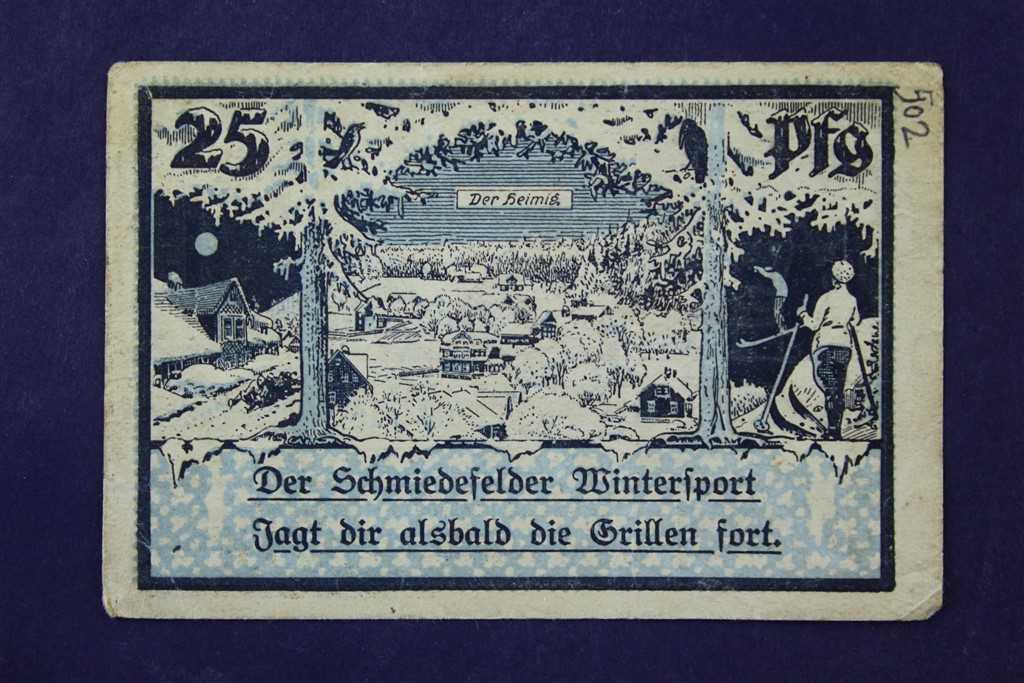 25 Pfg
502
Der Heimiß.
Der Schmiedefelder Winterſport
Jagt dir alsbald die Grillen fort.